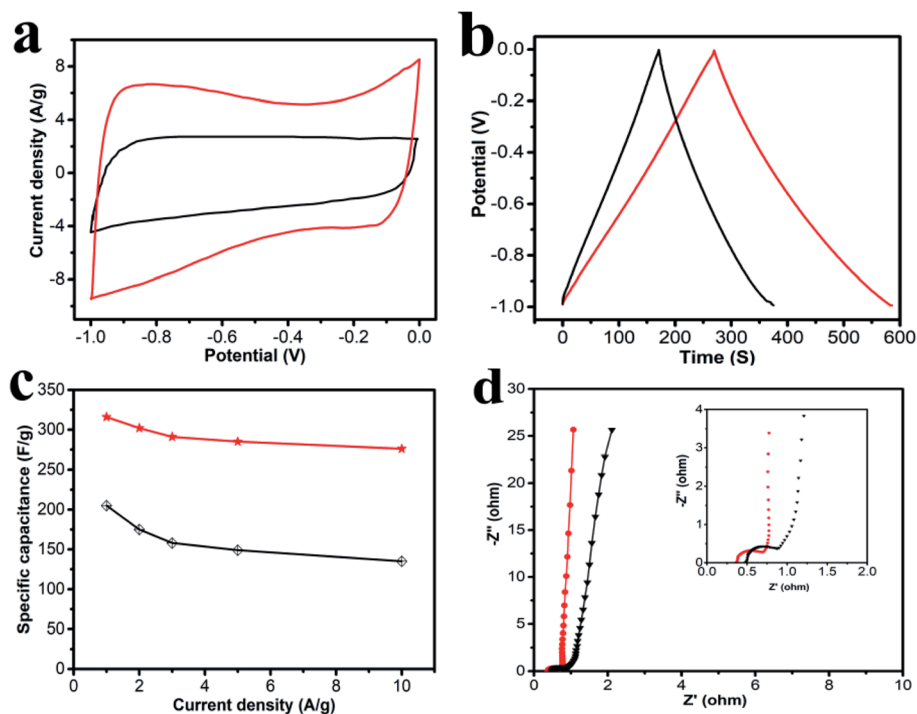 a
Current density (A/g)
8
4
0
-4
-8
-1.0 -0.8 -0.6 -0.4 -0.2 0.0
Potential (V)
b
Potential (V)
0.0
-0.2
-0.4
-0.6
-0.8
-1.0
0 100 200 300 400 500 600
Time (S)
c
Specific capacitance (F/g)
350
300
250
200
150
100
50
0
0 2 4 6 8 10
Current density (A/g)
d
-Z'' (ohm)
30
25
20
15
10
5
0
0 2 4 6 8 10
Z' (ohm)
-Z'' (ohm)
4
3
2
1
0
0.0 0.5 1.0 1.5 2.0
Z' (ohm)